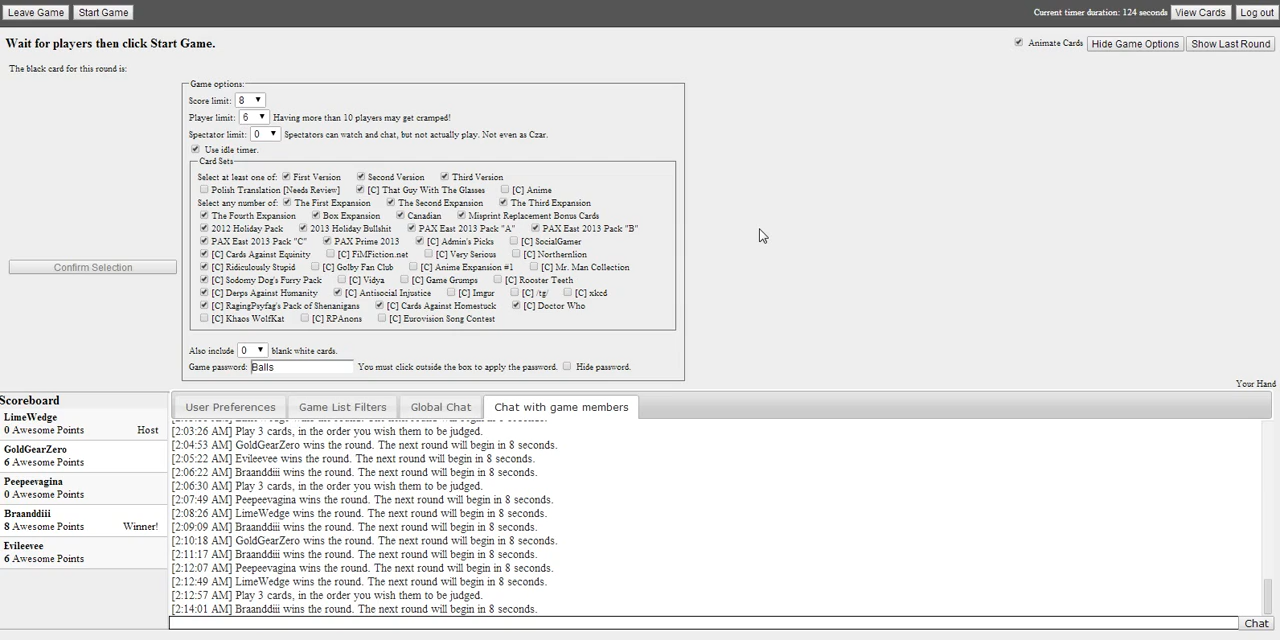 Leave Game Start Game Current timer duration: 124 seconds View Cards Log out
Wait for players then click Start Game. Animate Cards Hide Game Options Show Last Round
The black card for this round is:
Game options:
Score limit: 8
Player limit: 6 Having more than 10 players may get cramped!
Spectator limit: 0 Spectators can watch and chat, but not actually play. Not even as Czar.
Use idle timer.
Card Sets
Select at least one of: First Version Second Version Third Version
Polish Translation [Needs Review] [C] That Guy With The Glasses [C] Anime
Select any number of: The First Expansion The Second Expansion The Third Expansion
The Fourth Expansion Box Expansion Canadian Misprint Replacement Bonus Cards
2012 Holiday Pack 2013 Holiday Bullshit PAX East 2013 Pack "A" PAX East 2013 Pack "B"
PAX East 2013 Pack "C" PAX Prime 2013 [C] Admin's Picks [C] SocialGamer
[C] Cards Against Equinity [C] FiMFiction.net [C] Very Serious [C] Northernlion
[C] Ridiculously Stupid [C] Golby Fan Club [C] Anime Expansion #1 [C] Mr. Man Collection
[C] Sodomy Dog's Furry Pack [C] Vidya [C] Game Grumps [C] Rooster Teeth
[C] Derps Against Humanity [C] Antisocial Injustice [C] Imgur [C] /tg/ [C] xkcd
[C] RagingPsyfag's Pack of Shenanigans [C] Cards Against Homestuck [C] Doctor Who
[C] Khaos WolfKat [C] RPAnons [C] Eurovision Song Contest
Confirm Selection
Also include 0 blank white cards.
Game password: Balls You must click outside the box to apply the password. Hide password.
Your Hand
Scoreboard
LimeWedge
0 Awesome Points Host
GoldGearZero
6 Awesome Points
Peepeevagina
0 Awesome Points
Braanddiii
8 Awesome Points Winner!
Evileevee
6 Awesome Points
User Preferences Game List Filters Global Chat Chat with game members
[2:03:26 AM] Play 3 cards, in the order you wish them to be judged.
[2:04:53 AM] GoldGearZero wins the round. The next round will begin in 8 seconds.
[2:05:22 AM] Evileevee wins the round. The next round will begin in 8 seconds.
[2:06:22 AM] Braanddiii wins the round. The next round will begin in 8 seconds.
[2:06:30 AM] Play 3 cards, in the order you wish them to be judged.
[2:07:49 AM] Peepeevagina wins the round. The next round will begin in 8 seconds.
[2:08:26 AM] LimeWedge wins the round. The next round will begin in 8 seconds.
[2:09:09 AM] Braanddiii wins the round. The next round will begin in 8 seconds.
[2:10:18 AM] GoldGearZero wins the round. The next round will begin in 8 seconds.
[2:11:17 AM] Braanddiii wins the round. The next round will begin in 8 seconds.
[2:12:07 AM] Peepeevagina wins the round. The next round will begin in 8 seconds.
[2:12:49 AM] LimeWedge wins the round. The next round will begin in 8 seconds.
[2:12:57 AM] Play 3 cards, in the order you wish them to be judged.
[2:14:01 AM] Braanddiii wins the round. The next round will begin in 8 seconds.
Chat